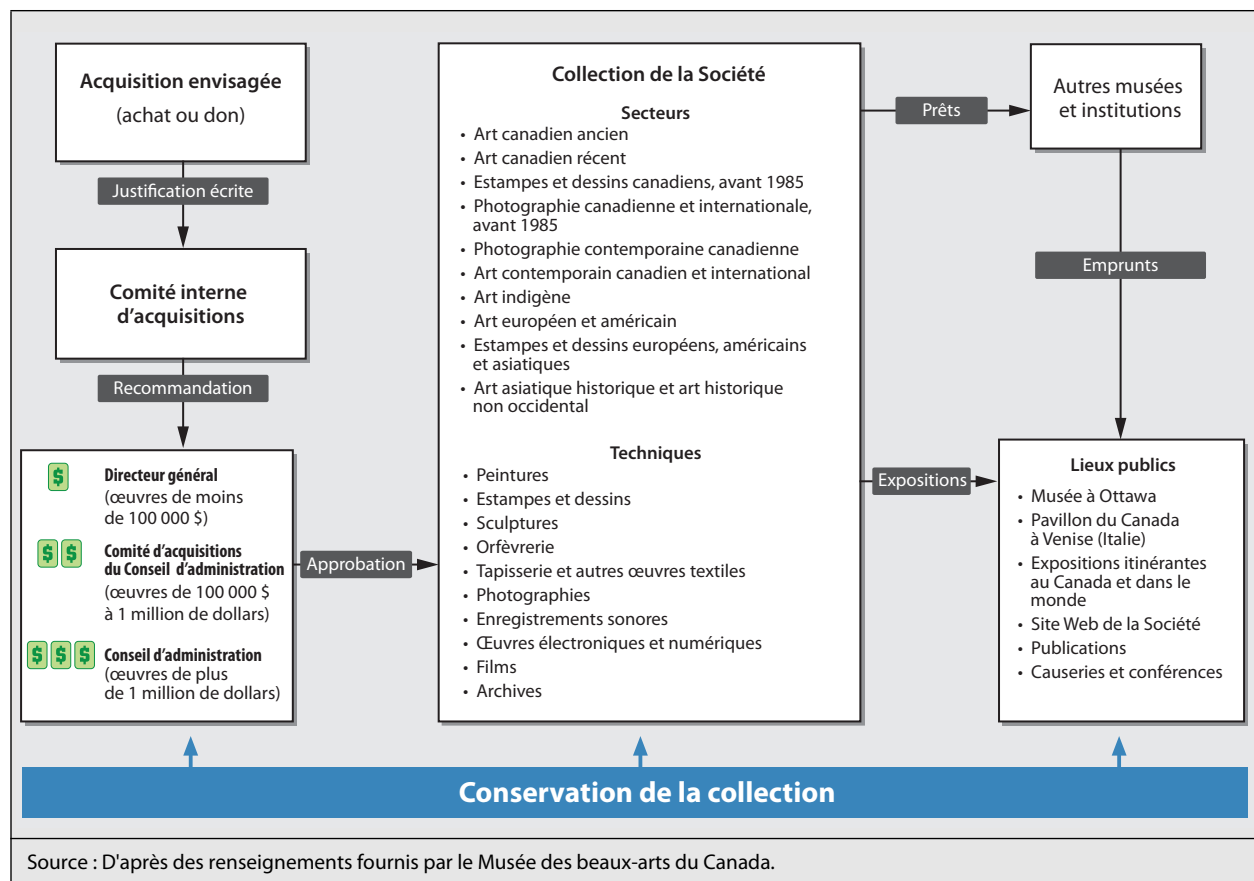 Acquisition envisagée
(achat ou don)
Justification écrite
Comité interne
d’acquisitions
Recommandation
$
Directeur général
(œuvres de moins
de 100 000 $)
$ $
Comité d’acquisitions
du Conseil d’administration
(œuvres de 100 000 $
à 1 million de dollars)
$ $ $
Conseil d’administration
(œuvres de plus
de 1 million de dollars)
Approbation
Collection de la Société
Secteurs
• Art canadien ancien
• Art canadien récent
• Estampes et dessins canadiens, avant 1985
• Photographie canadienne et internationale,
avant 1985
• Photographie contemporaine canadienne
• Art contemporain canadien et international
• Art indigène
• Art européen et américain
• Estampes et dessins européens, américains
et asiatiques
• Art asiatique historique et art historique
non occidental
Techniques
• Peintures
• Estampes et dessins
• Sculptures
• Orfèvrerie
• Tapisserie et autres œuvres textiles
• Photographies
• Enregistrements sonores
• Œuvres électroniques et numériques
• Films
• Archives
Prêts
Autres musées
et institutions
Emprunts
Expositions
Lieux publics
• Musée à Ottawa
• Pavillon du Canada
à Venise (Italie)
• Expositions itinérantes
au Canada et dans le
monde
• Site Web de la Société
• Publications
• Causeries et conférences
Conservation de la collection
Source : D'après des renseignements fournis par le Musée des beaux-arts du Canada.